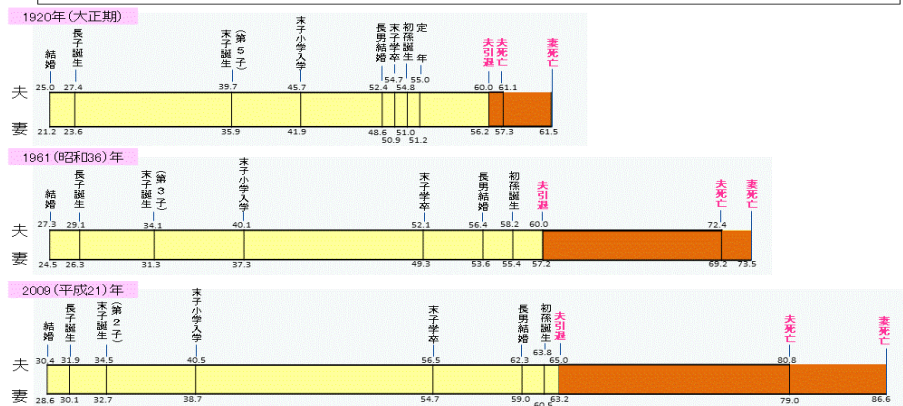 1920年(大正期)
結婚
長子誕生
末子誕生
(第5子)
末子小学入学
長男結婚
末子学卒
初孫誕生
定年
夫引退
夫死亡
妻死亡
54.7 55.0
25.0 27.4 39.7 45.7 52.4 54.8 60.0 61.1
夫
妻
21.2 23.6 35.9 41.9 48.6 51.0 56.2 57.3 61.5
50.9 51.2
1961(昭和36)年
結婚
長子誕生
末子誕生
(第3子)
末子小学入学
末子学卒
長男結婚
初孫誕生
夫引退
夫死亡
妻死亡
27.3 29.1 34.1 40.1 52.1 56.4 58.2 60.0 72.4
夫
妻
24.5 26.3 31.3 37.3 49.3 53.6 55.4 57.2 69.2 73.5
2009(平成21)年
結婚
長子誕生
末子誕生
(第2子)
末子小学入学
末子学卒
長男結婚
初孫誕生
夫引退
夫死亡
妻死亡
63.8
30.4 31.9 34.5 40.5 56.5 62.3 65.0 80.8
夫
妻
28.6 30.1 32.7 38.7 54.7 59.0 63.2 79.0 86.6
60.5